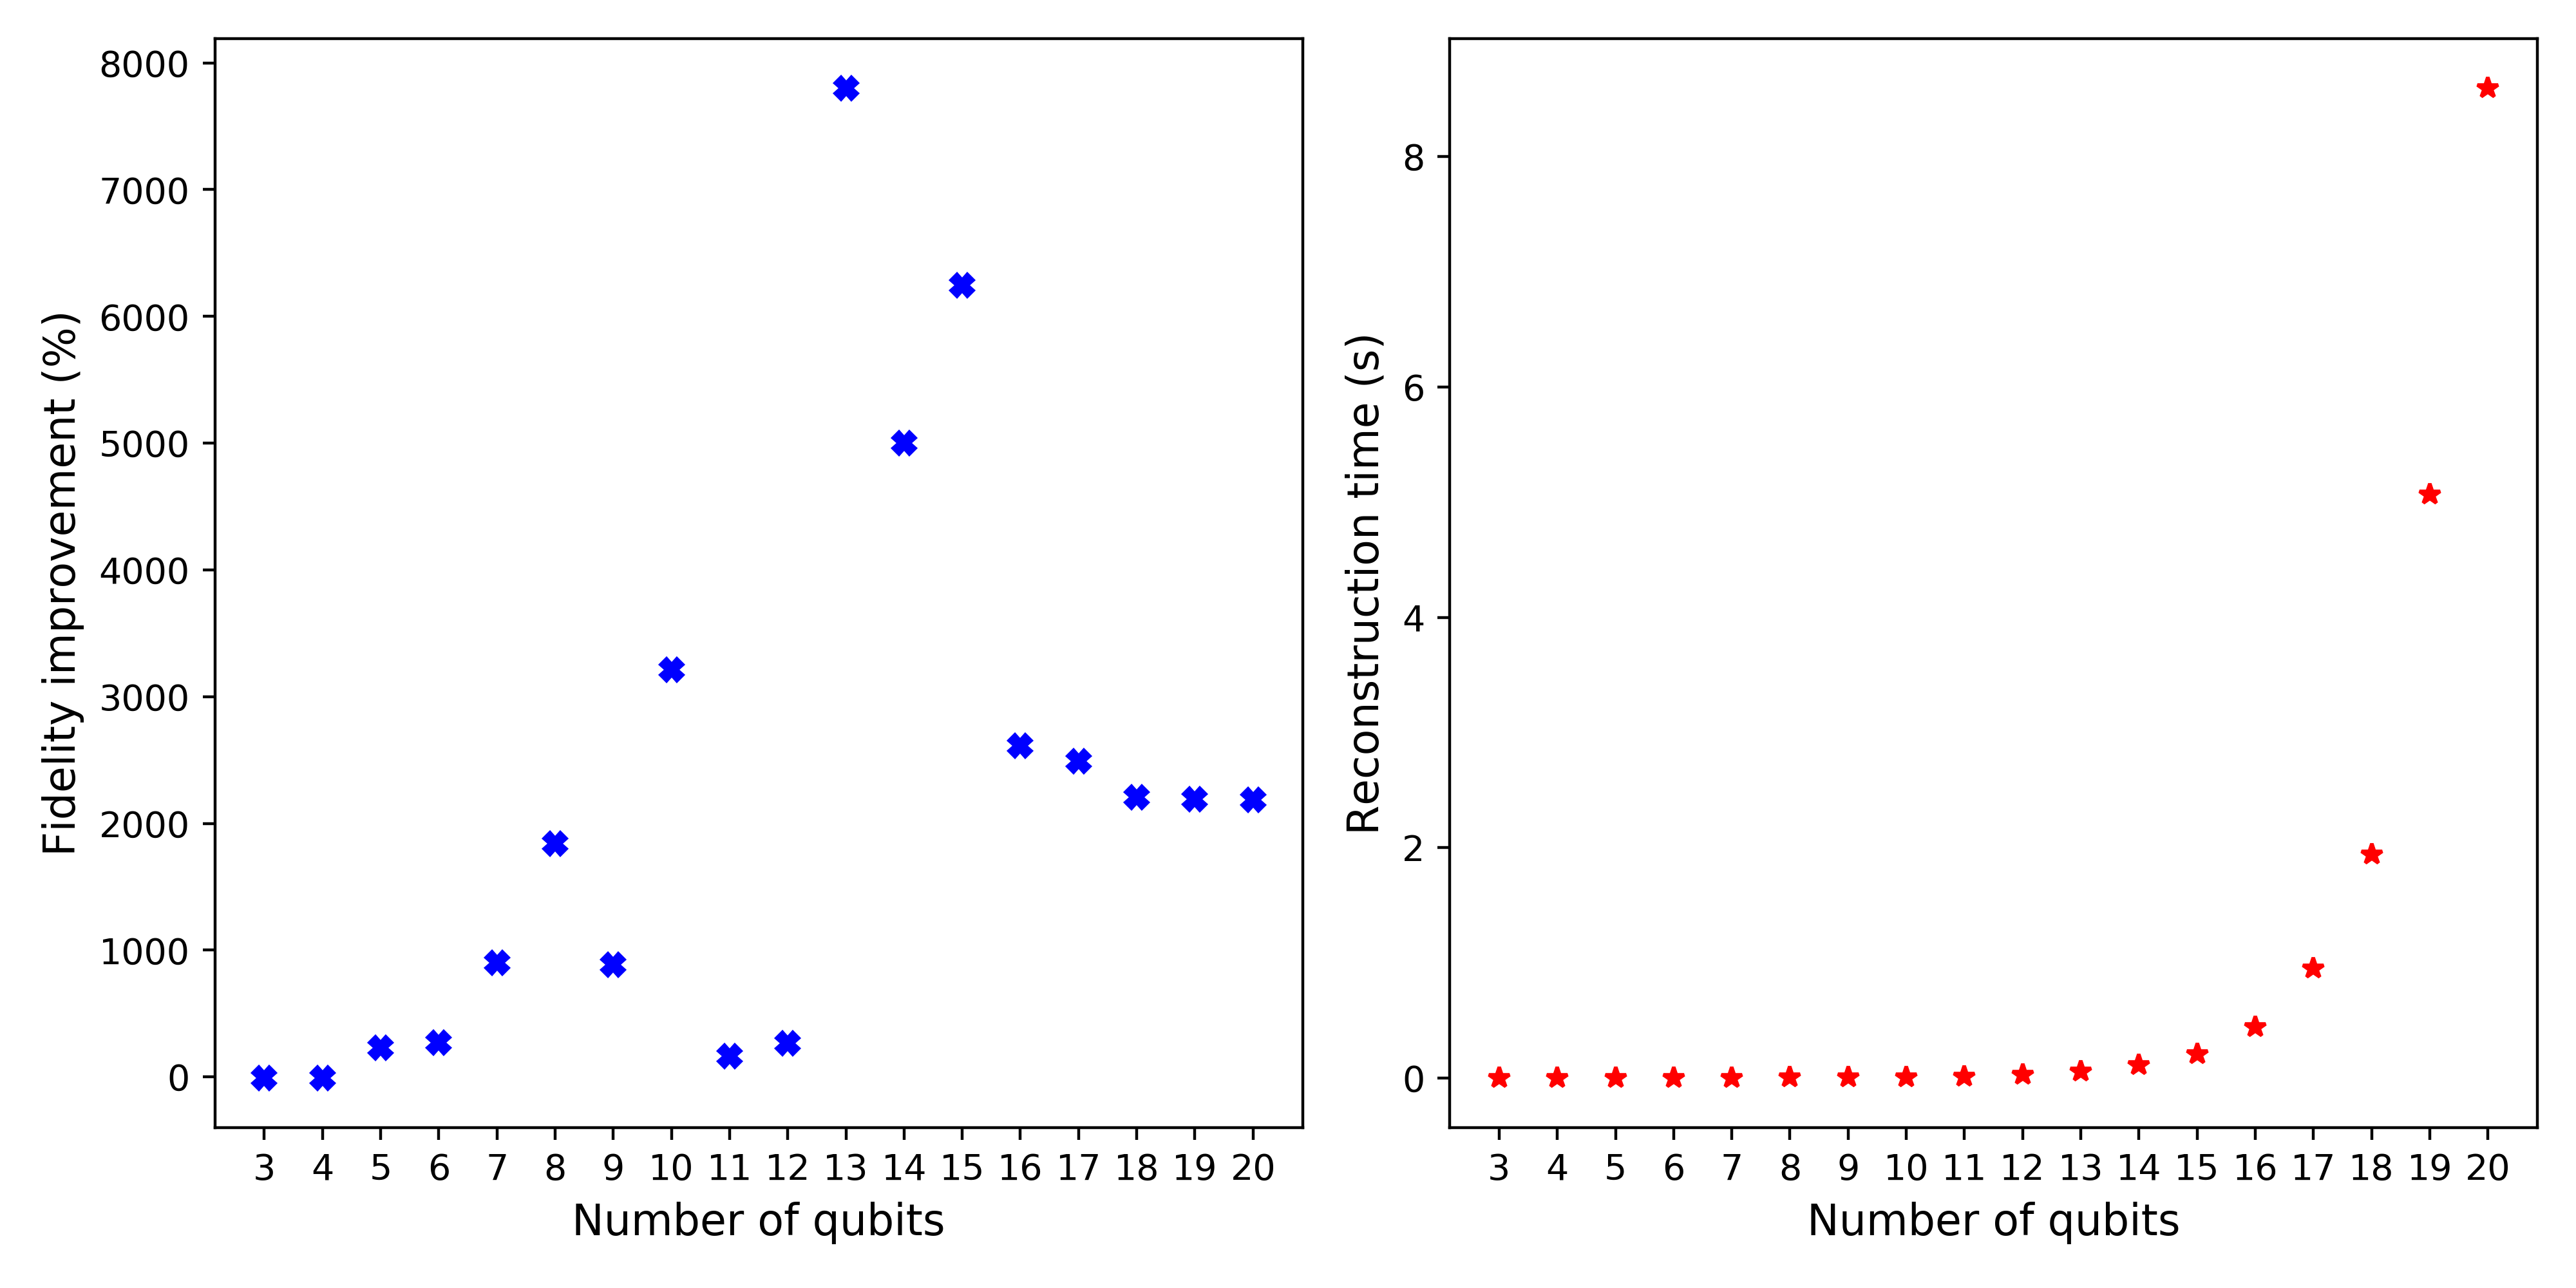 Fidelity improvement (%)
8000
7000
6000
5000
4000
3000
2000
1000
0
3 4 5 6 7 8 9 10 11 12 13 14 15 16 17 18 19 20
Number of qubits
Reconstruction time (s)
8
6
4
2
0
3 4 5 6 7 8 9 10 11 12 13 14 15 16 17 18 19 20
Number of qubits